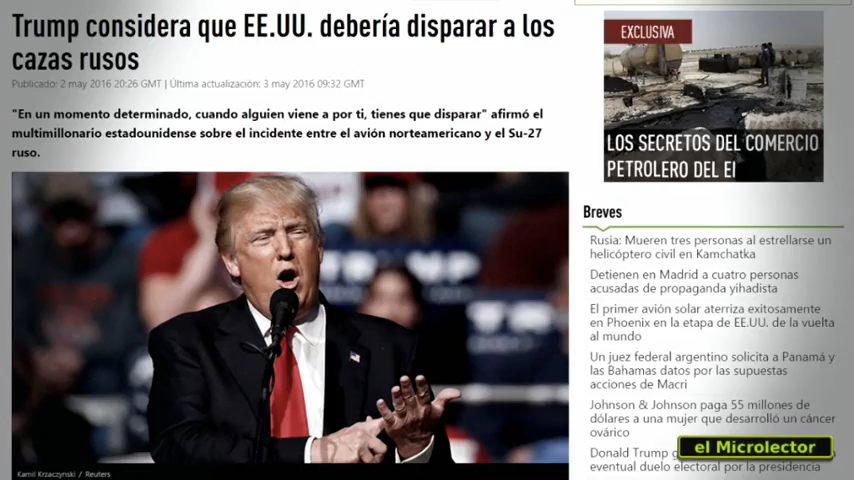 Trump considera que EE.UU. debería disparar a los
cazas rusos
Publicado: 2 may 2016 20:26 GMT | Última actualización: 3 may 2016 09:32 GMT
"En un momento determinado, cuando alguien viene a por ti, tienes que disparar" afirmó el
multimillonario estadounidense sobre el incidente entre el avión norteamericano y el Su-27
ruso.
TRUMP
Kamil Krzaczynski / Reuters
EXCLUSIVA
LOS SECRETOS DEL COMERCIO
PETROLERO DEL EI
Breves
Rusia: Mueren tres personas al estrellarse un
helicóptero civil en Kamchatka
Detienen en Madrid a cuatro personas
acusadas de propaganda yihadista
El primer avión solar aterriza exitosamente
en Phoenix en la etapa de EE.UU. de la vuelta
al mundo
Un juez federal argentino solicita a Panamá y
las Bahamas datos por las supuestas
acciones de Macri
Johnson & Johnson paga 55 millones de
dólares a una mujer que desarrolló un cáncer
ovárico
Donald Trump
eventual duelo electoral por la presidencia
el Microlector